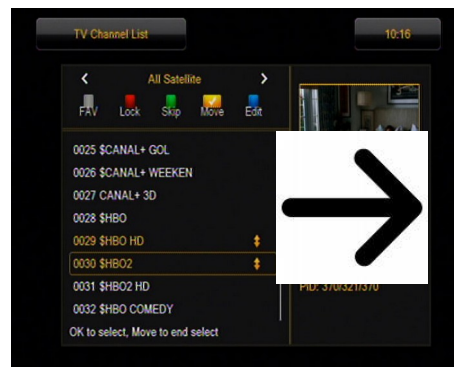 TV Channel List
10:16
All Satellite
FAV Lock Skip Move Edit
0025 $CANAL+ GOL
0026 $CANAL+ WEEKEN
0027 CANAL+ 3D
0028 $HBO
0029 $HBO HD
0030 $HBO2
0031 $HBO2 HD
0032 $HBO COMEDY
OK to select, Move to end select
PID: 370/321/370